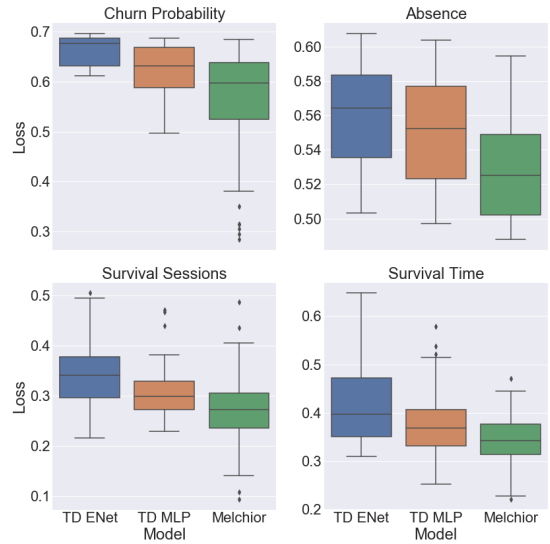 Churn Probability
Absence
Loss
0.7
0.6
0.5
0.4
0.3
0.60
0.58
0.56
0.54
0.52
0.50
Survival Sessions
Survival Time
Loss
0.5
0.4
0.3
0.2
0.1
0.6
0.5
0.4
0.3
0.2
TD ENet TD MLP Melchior
TD ENet TD MLP Melchior
Model
Model